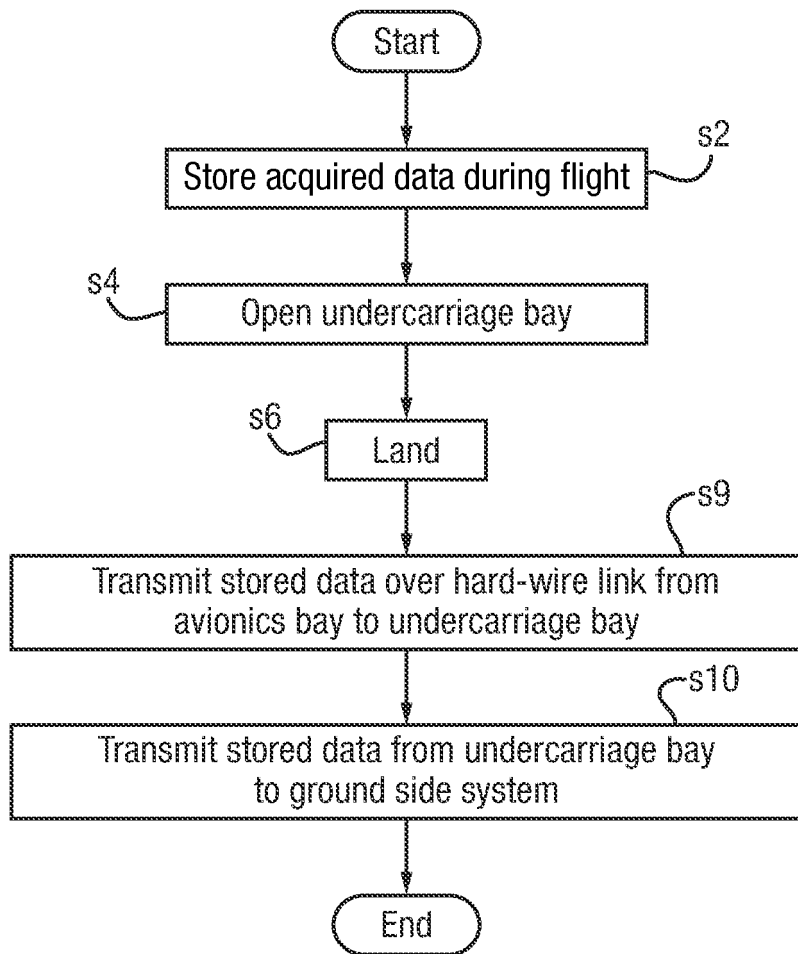 Start
s2
Store acquired data during flight
s4
Open undercarriage bay
s6
Land
s9
Transmit stored data over hard-wire link from
avionics bay to undercarriage bay
s10
Transmit stored data from undercarriage bay
to ground side system
End